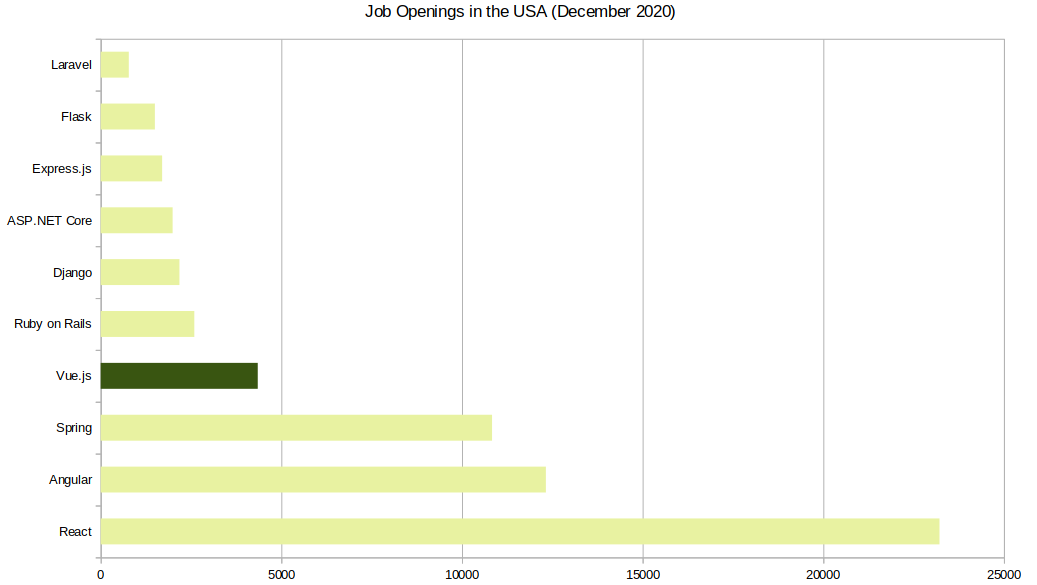 Job Openings in the USA (December 2020)
Laravel
Flask
Express.js
ASP.NET Core
Django
Ruby on Rails
Vue.js
Spring
Angular
React
0 5000 10000 15000 20000 25000